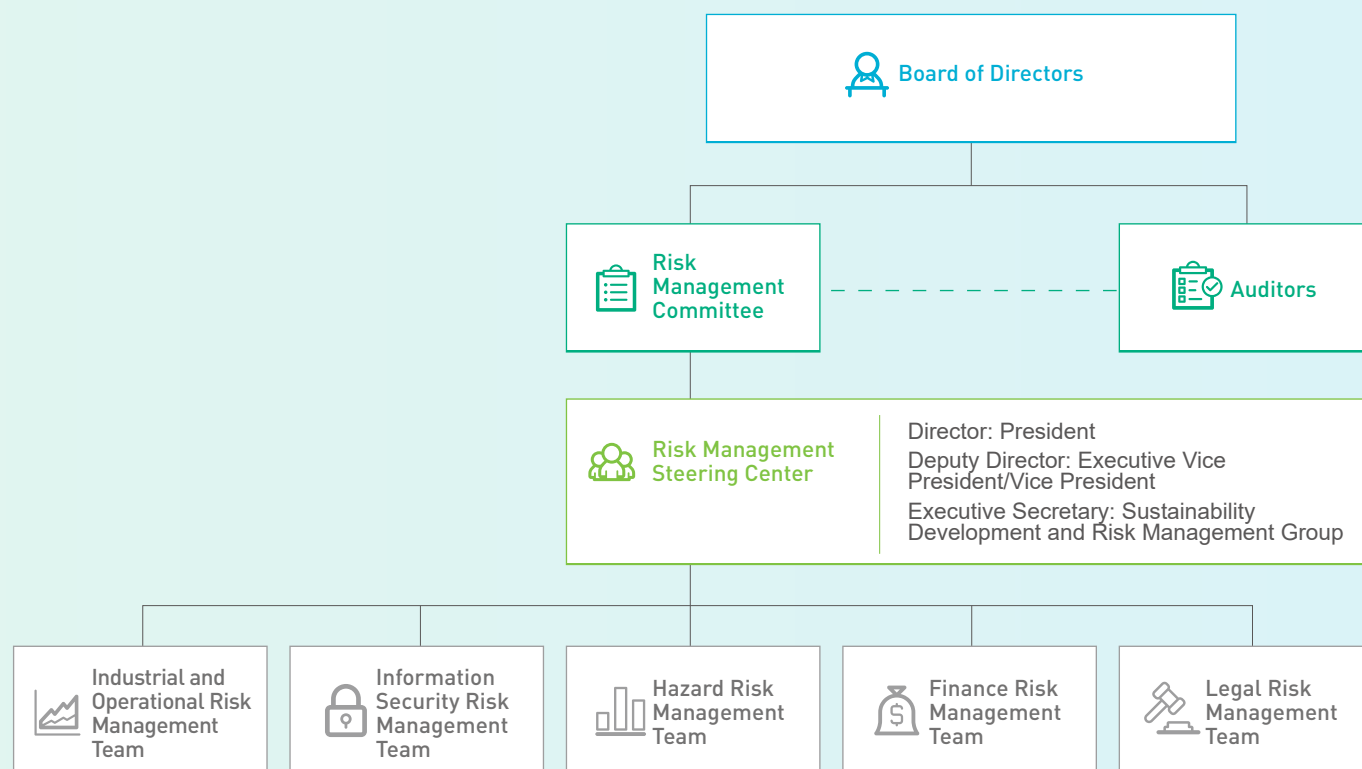 Board of Directors
Risk
Management
Committee
Auditors
Risk Management
Steering Center
Director: President
Deputy Director: Executive Vice
President/Vice President
Executive Secretary: Sustainability
Development and Risk Management Group
Industrial and
Operational Risk
Management
Team
Information
Security Risk
Management
Team
Hazard Risk
Management
Team
$
Finance Risk
Management
Team
Legal Risk
Management
Team